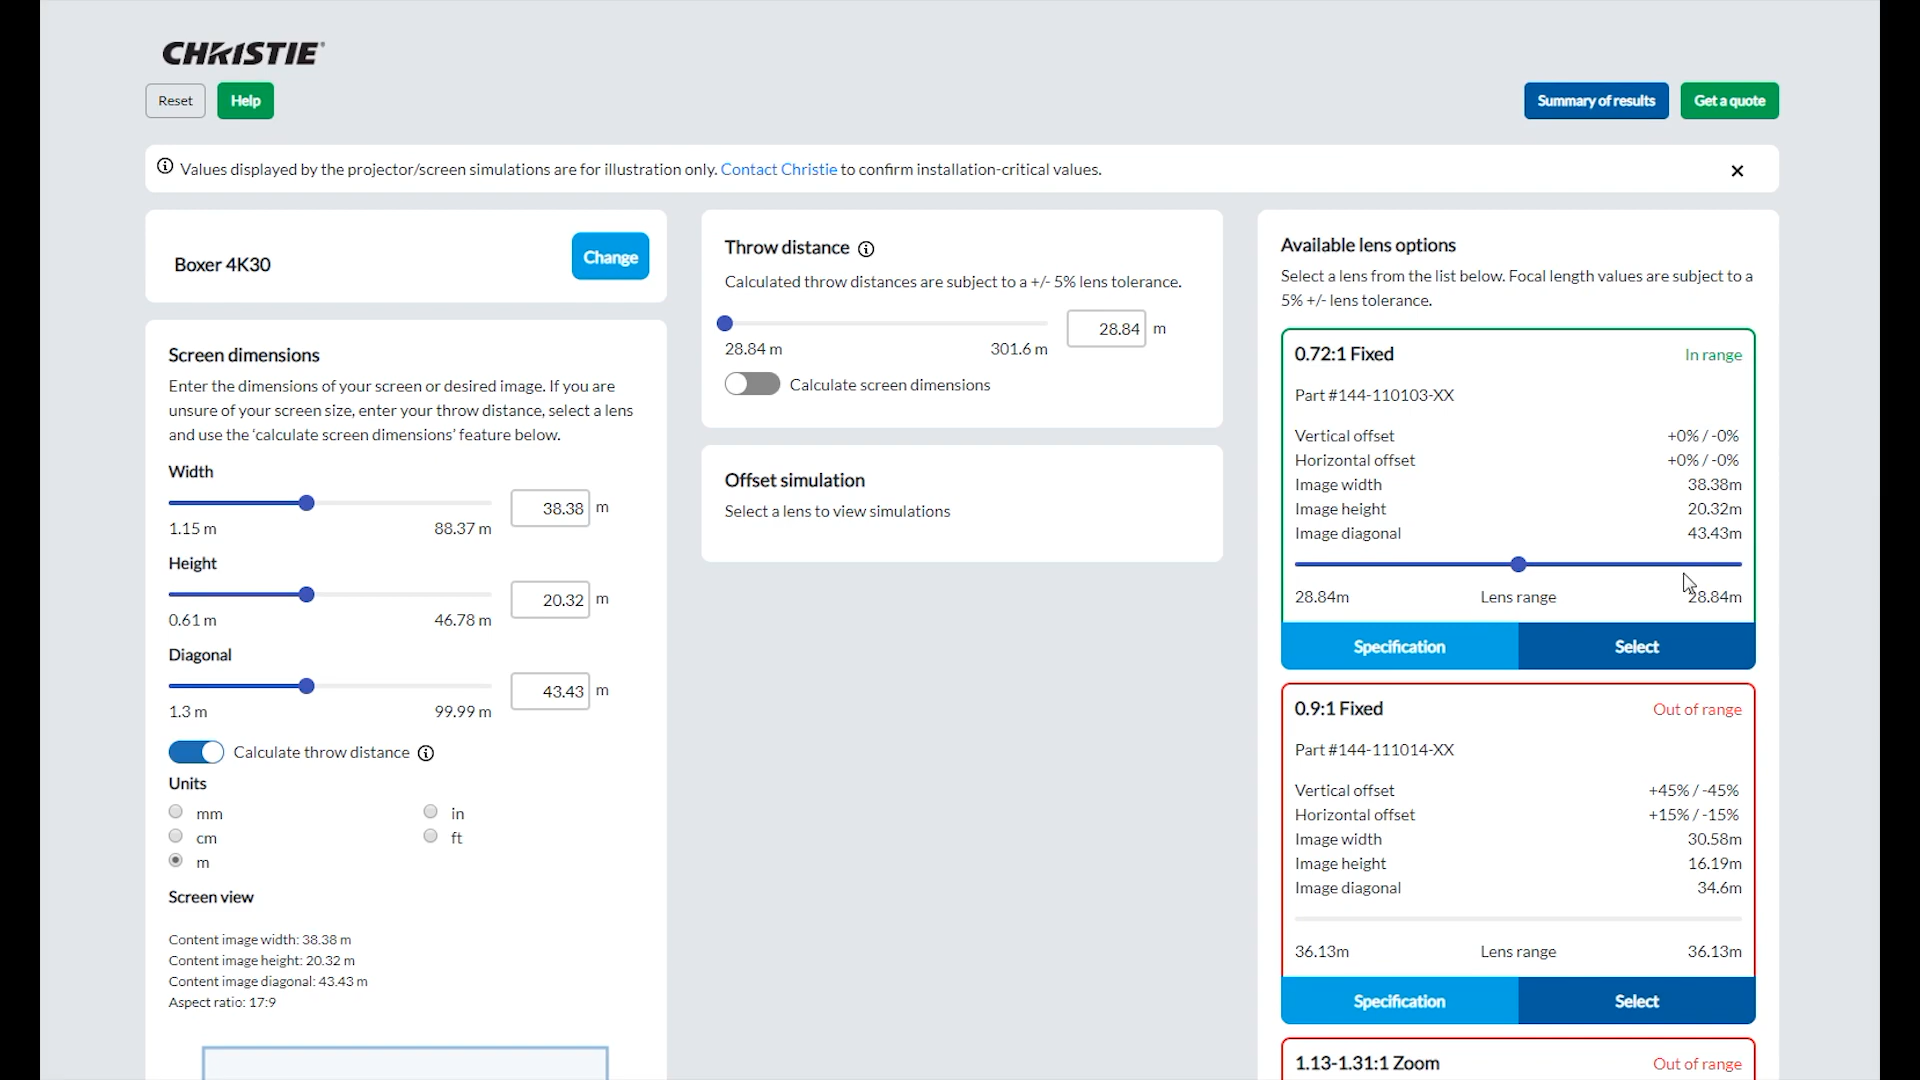 CHRISTIE
Reset
Help
Summary of results
Get a quote
Values displayed by the projector/screen simulations are for illustration only. Contact Christie to confirm installation-critical values.
Boxer 4K30
Change
Screen dimensions
Enter the dimensions of your screen or desired image. If you are
unsure of your screen size, enter your throw distance, select a lens
and use the ‘calculate screen dimensions’ feature below.
Width
38.38 m
1.15 m 88.37 m
Height
20.32 m
0.61 m 46.78 m
Diagonal
43.43 m
1.3 m 99.99 m
Calculate throw distance
Units
mm in
cm ft
m
Screen view
Content image width: 38.38 m
Content image height: 20.32 m
Content image diagonal: 43.43 m
Aspect ratio: 17:9
Throw distance
Calculated throw distances are subject to a +/- 5% lens tolerance.
28.84 m
28.84 m 301.6 m
Calculate screen dimensions
Offset simulation
Select a lens to view simulations
Available lens options
Select a lens from the list below. Focal length values are subject to a
5% +/- lens tolerance.
0.72:1 Fixed In range
Part #144-110103-XX
Vertical offset +0% / -0%
Horizontal offset +0% / -0%
Image width 38.38m
Image height 20.32m
Image diagonal 43.43m
28.84m Lens range 28.84m
Specification Select
0.9:1 Fixed Out of range
Part #144-111014-XX
Vertical offset +45% / -45%
Horizontal offset +15% / -15%
Image width 30.58m
Image height 16.19m
Image diagonal 34.6m
36.13m Lens range 36.13m
Specification Select
1.13-1.31:1 Zoom Out of range